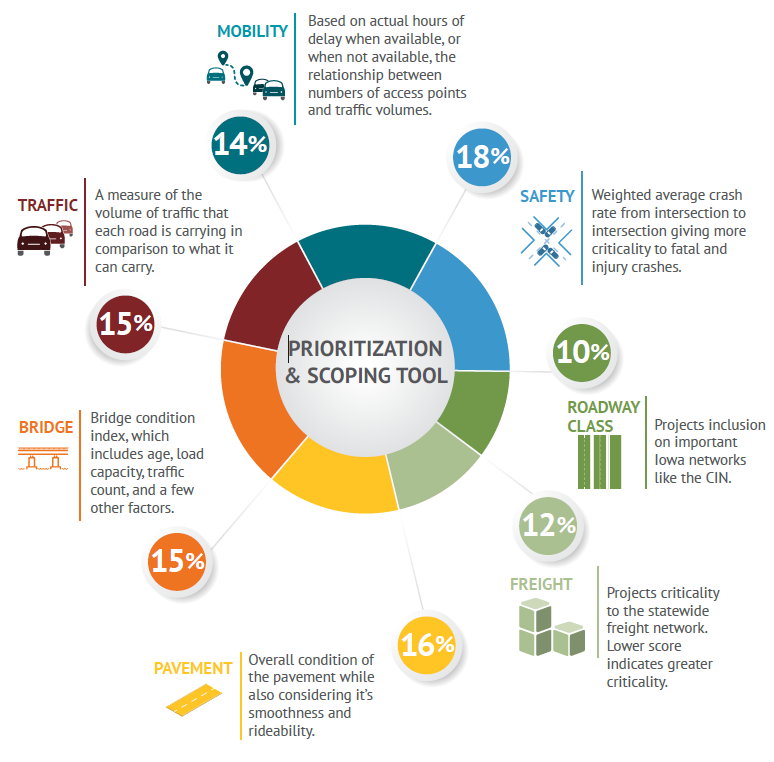 MOBILITY
Based on actual hours of
delay when available, or
when not available, the
relationship between
numbers of access points
and traffic volumes.
14%
18%
SAFETY
Weighted average crash
rate from intersection to
intersection giving more
criticality to fatal and
injury crashes.
TRAFFIC
A measure of the
volume of traffic that
each road is carrying in
comparison to what it
can carry.
15%
PRIORITIZATION
& SCOPING TOOL
10%
ROADWAY
CLASS
Projects inclusion
on important
Iowa networks
like the CIN.
BRIDGE
Bridge condition
index, which
includes age, load
capacity, traffic
count, and a few
other factors.
15%
12%
FREIGHT
Projects criticality
to the statewide
freight network.
Lower score
indicates greater
criticality.
16%
PAVEMENT
Overall condition of
the pavement while
also considering it's
smoothness and
rideability.